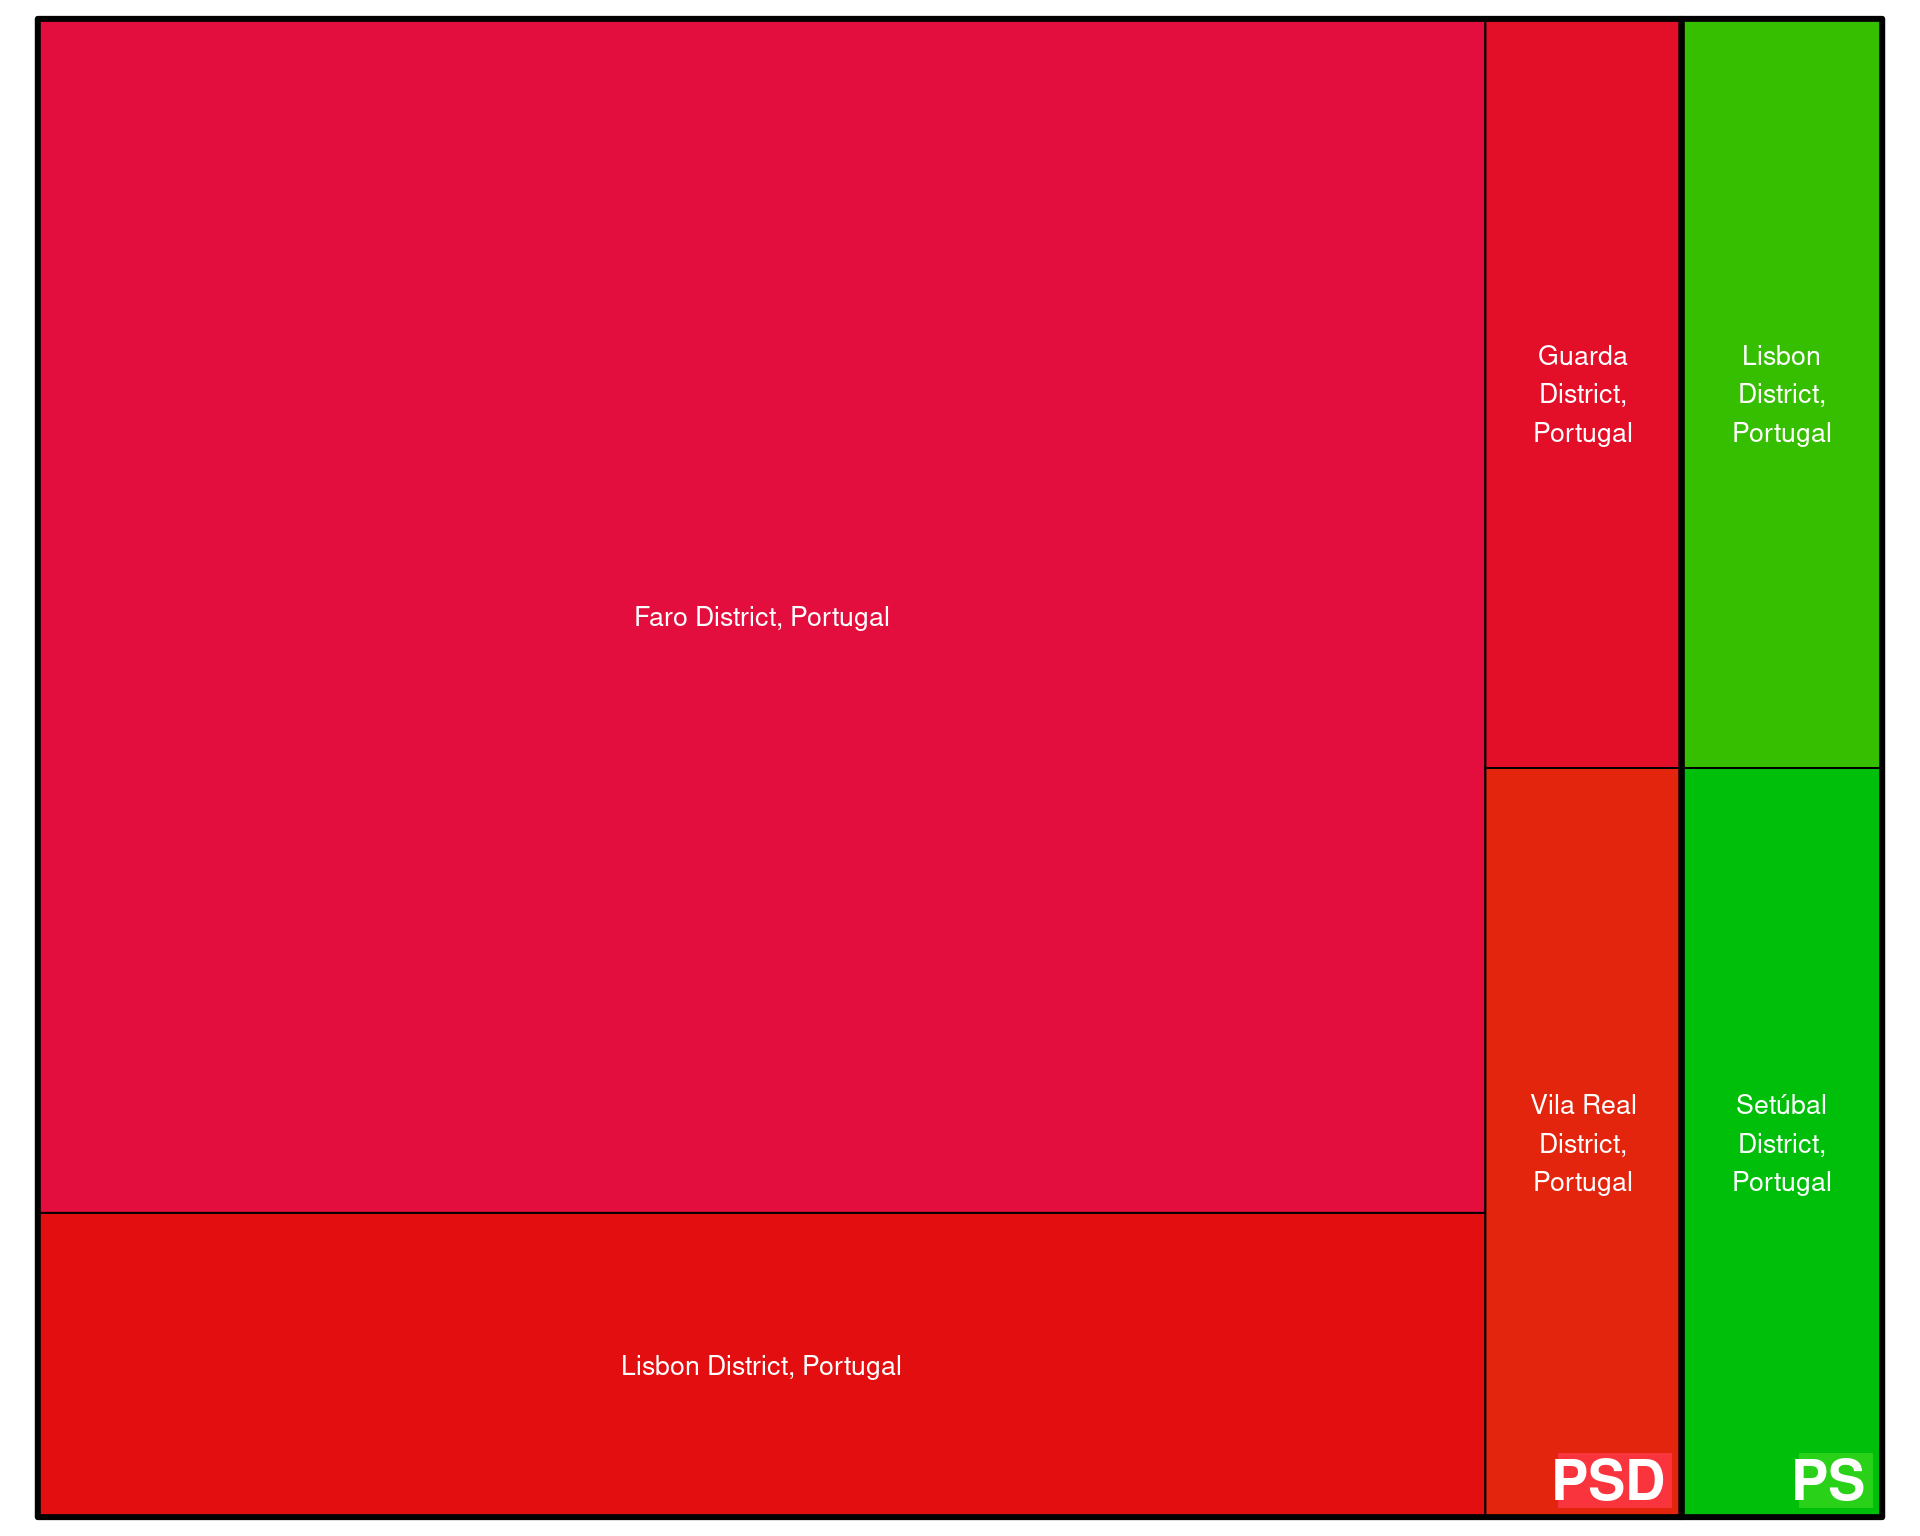 Faro District, Portugal
Lisbon District, Portugal
Guarda
District,
Portugal
Vila Real
District,
Portugal
PSD
Lisbon
District,
Portugal
Setúbal
District,
Portugal
PS